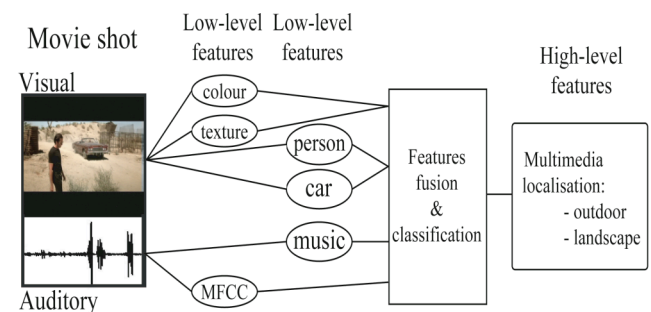 Movie shot
Visual
Auditory
Low-level
features
Low-level
features
colour
texture
person
car
music
MFCC
Features
fusion
&
classification
High-level
features
Multimedia
localisation:
- outdoor
- landscape